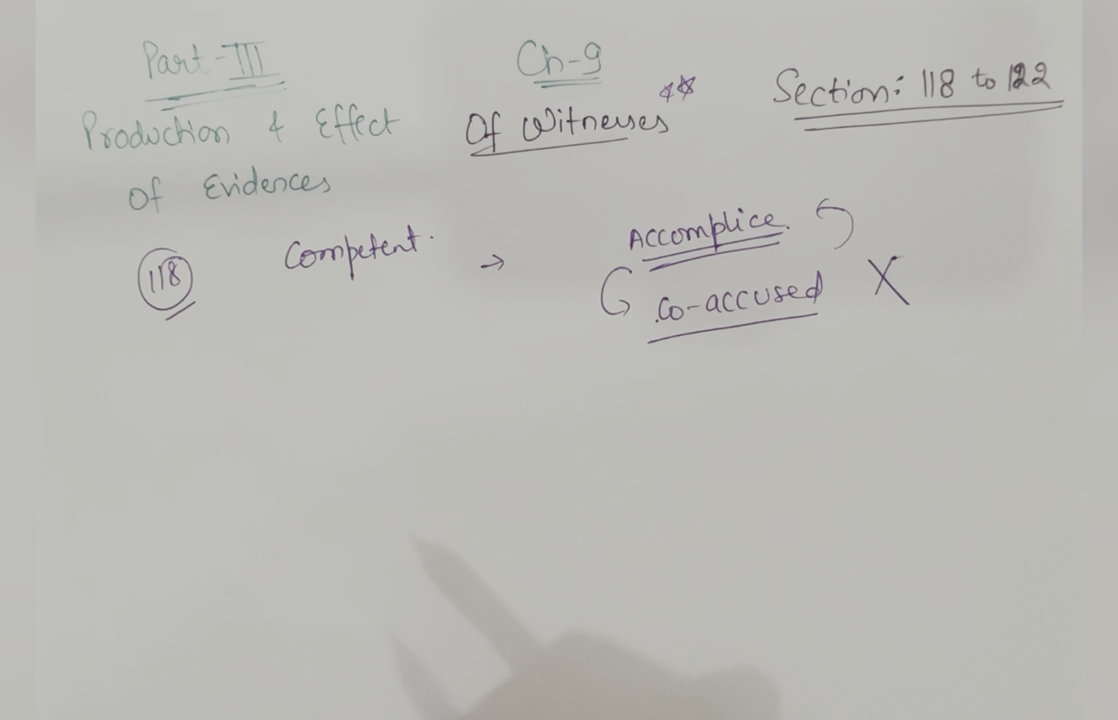 Part-III
Production & Effect
Of Evidences
Ch-9
Of Witnesses **
Section: 118 to 122
118 Competent. → Accomplice.
Co-accused X